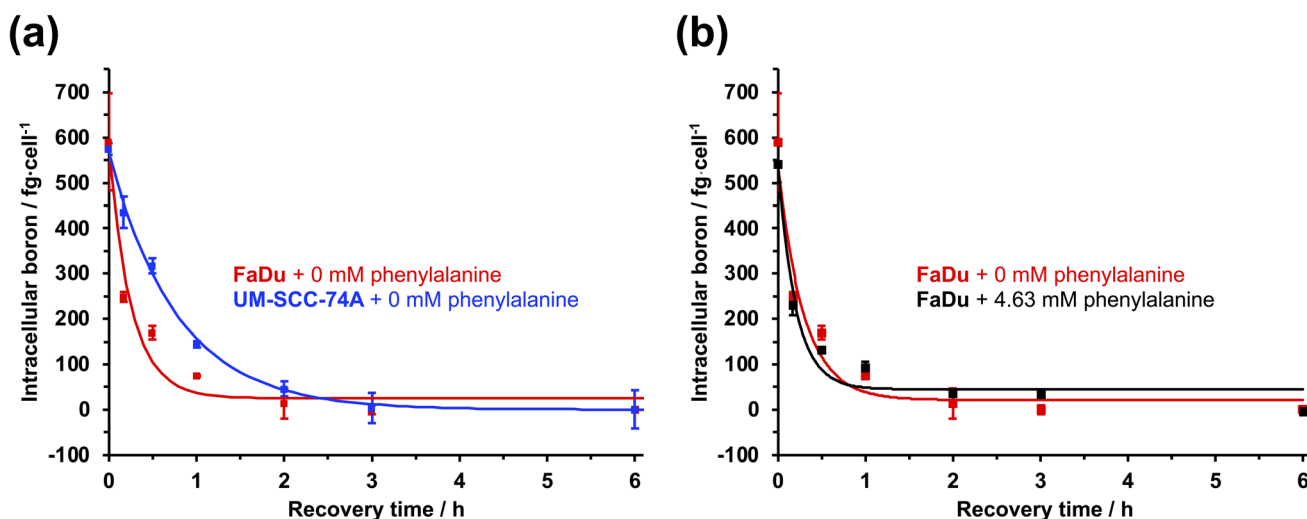 (a)
Intracellular boron / fg·cell⁻¹
700
600
500
400
300
200
100
0
-100
FaDu + 0 mM phenylalanine
UM-SCC-74A + 0 mM phenylalanine
0 1 2 3 4 5 6
Recovery time / h
(b)
Intracellular boron / fg·cell⁻¹
700
600
500
400
300
200
100
0
-100
FaDu + 0 mM phenylalanine
FaDu + 4.63 mM phenylalanine
0 1 2 3 4 5 6
Recovery time / h